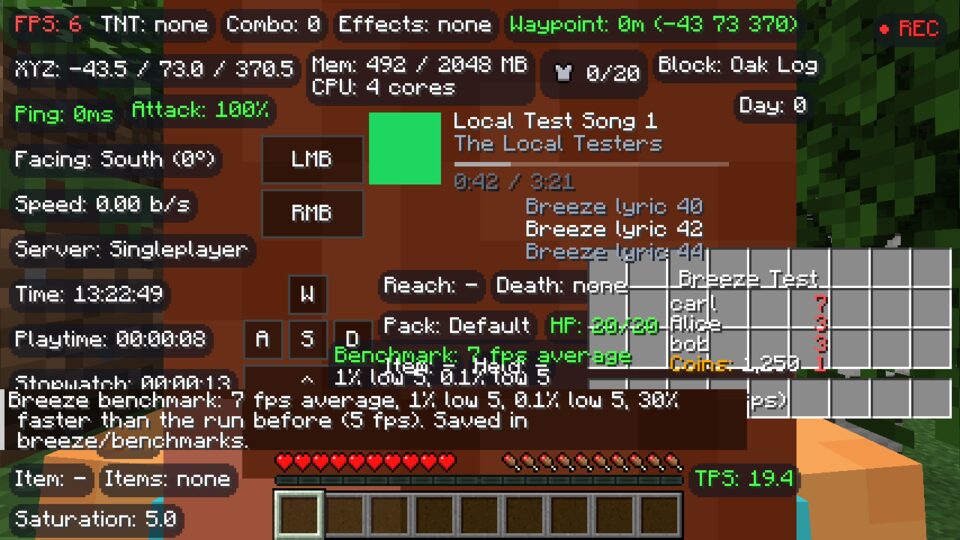 FPS: 6 TNT: none Combo: 0 Effects: none Waypoint: 0m (-43 73 370) REC
XYZ: -43.5 / 73.0 / 370.5 Mem: 492 / 2048 MB 0/20 Block: Oak Log
CPU: 4 cores
Ping: 0ms Attack: 100% Day: 0
Local Test Song 1
The Local Testers
Facing: South (0°) LMB
0:42 / 3:21
Speed: 0.00 b/s RMB
Breeze lyric 40
Breeze lyric 42
Breeze lyric 44
Server: Singleplayer
Breeze Test
Time: 13:22:49 W Reach: - Death: none
carl 7
Alice 3
Playtime: 00:00:08 A S D Pack: Default HP: 20/20
bob 3
Coins: 1,250 1
Benchmark: 7 fps average
Item: - Held: -
1% low 5, 0.1% low 5
Stopwatch: 00:00:13 ^
Breeze benchmark: 7 fps average, 1% low 5, 0.1% low 5, 30%
faster than the run before (5 fps). Saved in
breeze/benchmarks.
fps)
Item: - Items: none TPS: 19.4
Saturation: 5.0